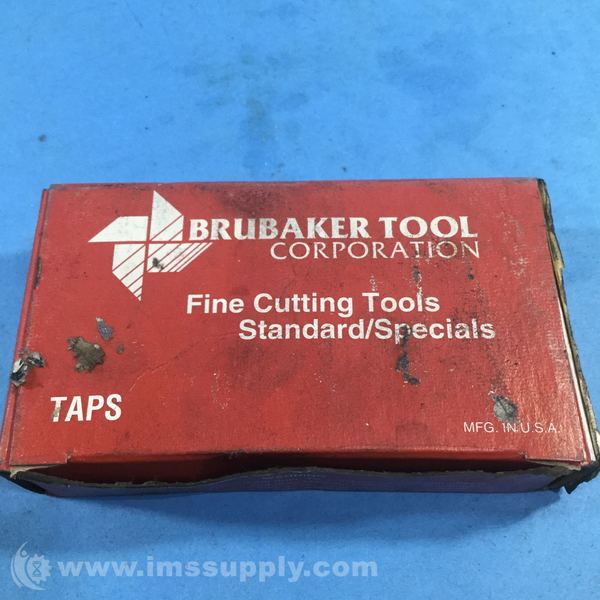 BRUBAKER TOOL
CORPORATION
Fine Cutting Tools
Standard/Specials
TAPS
MFG. IN U.S.A.
www.imssupply.com